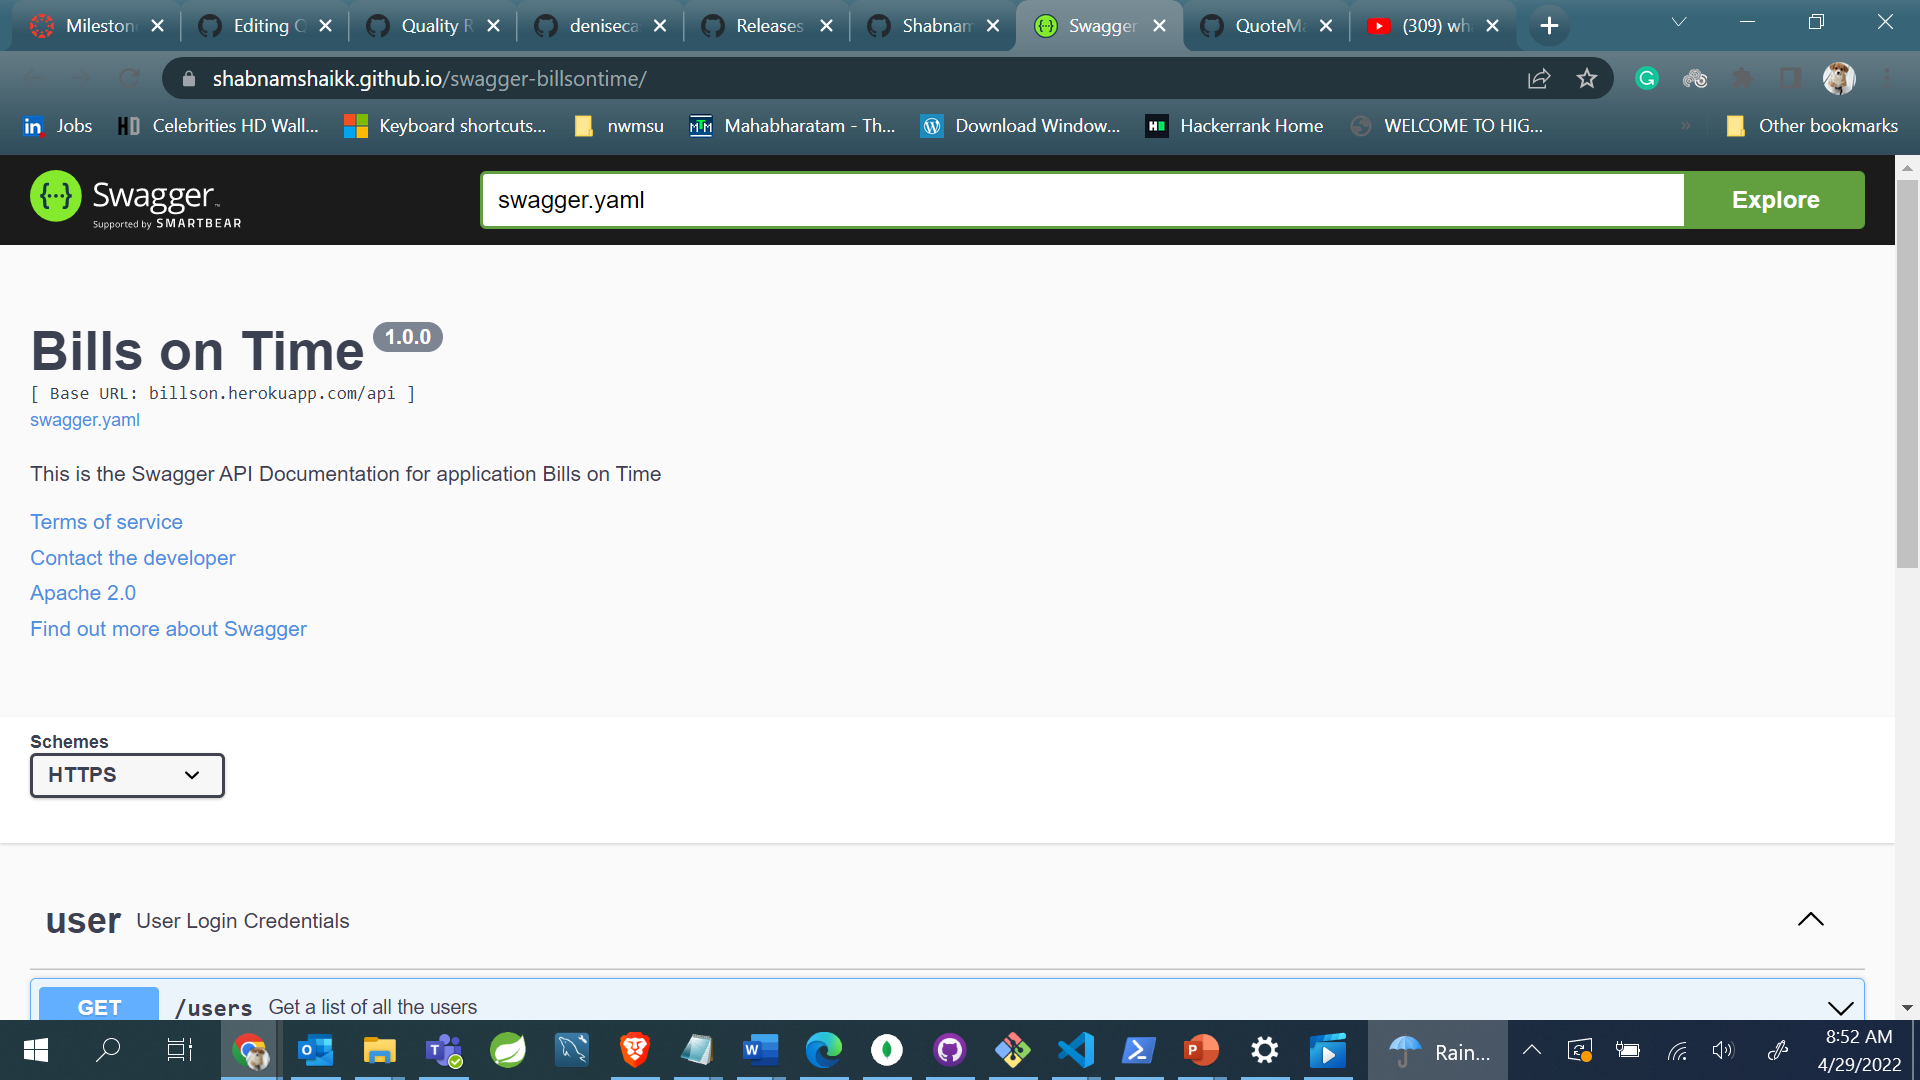 Mileston
Editing Q
Quality R
deniseca
Releases
Shabnam
Swagger
QuoteMa
(309) wh
shabnamshaikk.github.io/swagger-billsontime/
Jobs
Celebrities HD Wall...
Keyboard shortcuts...
nwmsu
Mahabharatam - Th...
Download Window...
Hackerrank Home
WELCOME TO HIG...
Other bookmarks
Swagger
Supported by SMARTBEAR
swagger.yaml
Explore
Bills on Time 1.0.0
[ Base URL: billson.herokuapp.com/api ]
swagger.yaml
This is the Swagger API Documentation for application Bills on Time
Terms of service
Contact the developer
Apache 2.0
Find out more about Swagger
Schemes
HTTPS
user User Login Credentials
GET /users Get a list of all the users
Rain...
8:52 AM
4/29/2022